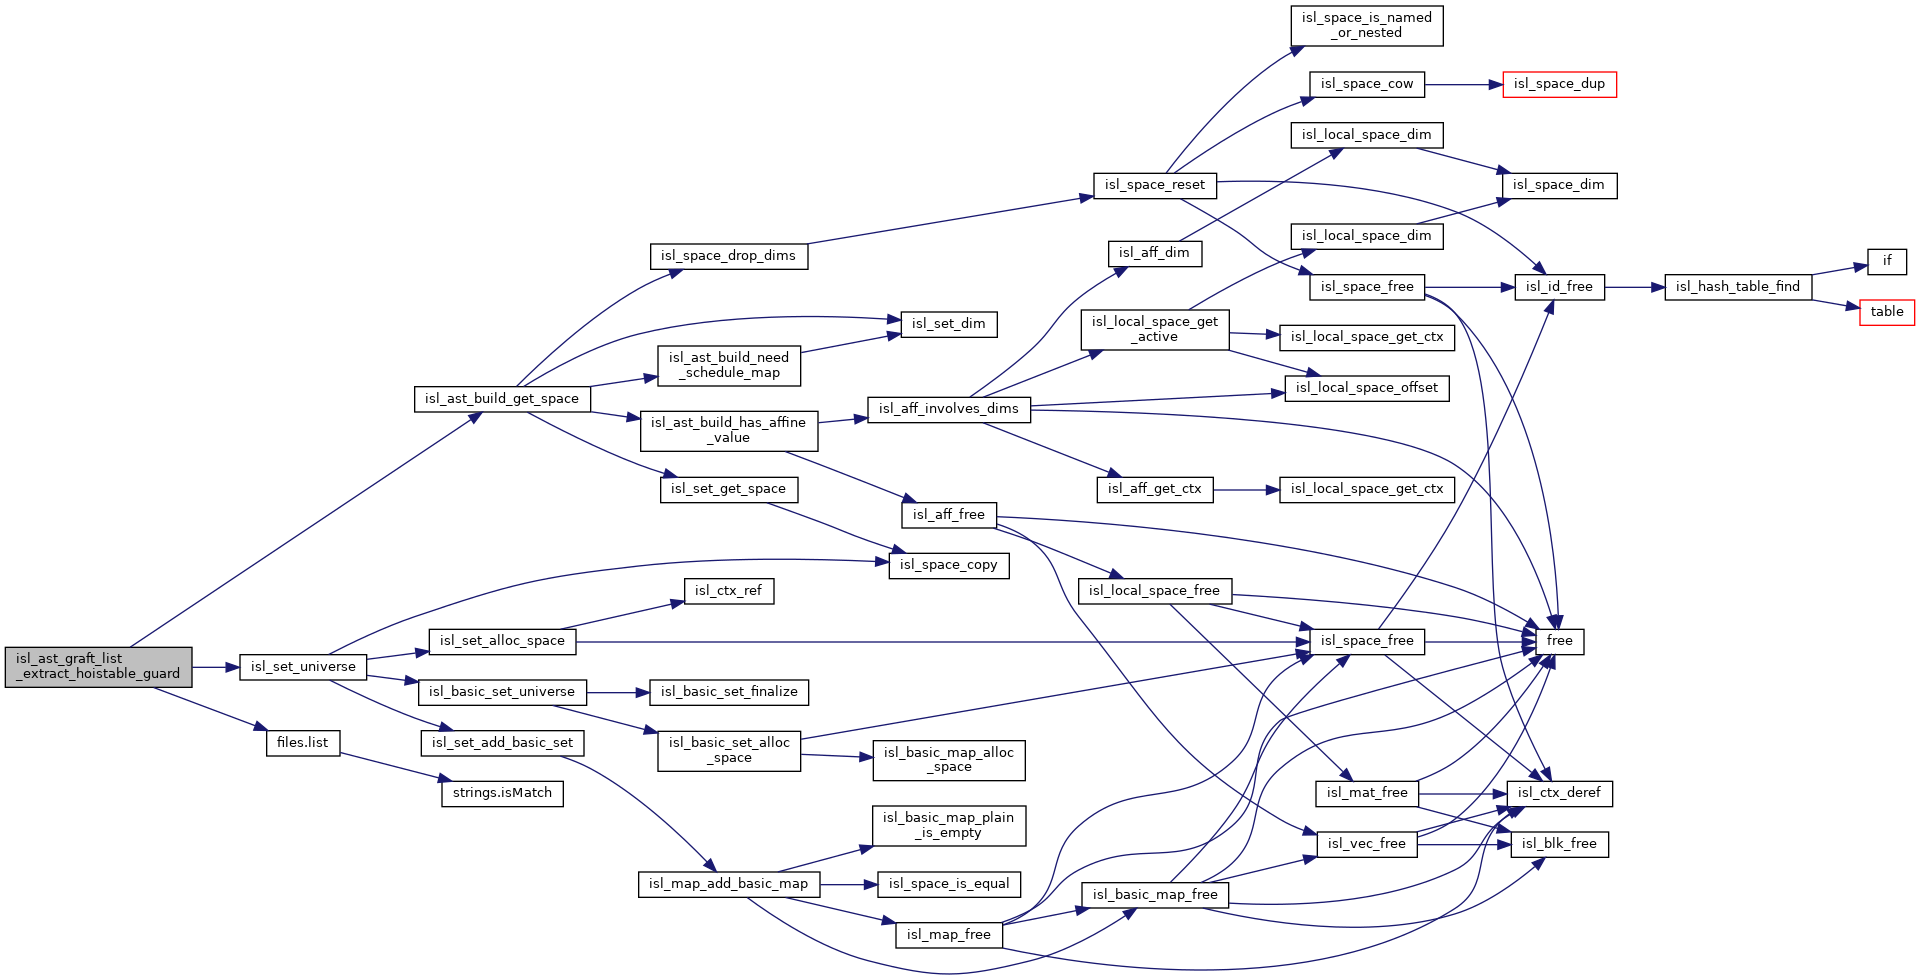 isl_space_is_named
_or_nested
isl_space_cow
isl_space_dup
isl_local_space_dim
isl_space_reset
isl_space_dim
isl_local_space_dim
isl_aff_dim
isl_space_drop_dims
if
isl_space_free
isl_id_free
isl_hash_table_find
table
isl_set_dim
isl_local_space_get
_active
isl_local_space_get_ctx
isl_ast_build_need
_schedule_map
isl_local_space_offset
isl_ast_build_get_space
isl_aff_involves_dims
isl_ast_build_has_affine
_value
isl_set_get_space
isl_aff_get_ctx
isl_local_space_get_ctx
isl_aff_free
isl_space_copy
isl_ctx_ref
isl_local_space_free
isl_set_alloc_space
isl_space_free
free
isl_ast_graft_list
_extract_hoistable_guard
isl_set_universe
isl_basic_set_universe
isl_basic_set_finalize
files.list
isl_set_add_basic_set
isl_basic_set_alloc
_space
isl_basic_map_alloc
_space
strings.isMatch
isl_mat_free
isl_ctx_deref
isl_basic_map_plain
_is_empty
isl_vec_free
isl_blk_free
isl_map_add_basic_map
isl_space_is_equal
isl_basic_map_free
isl_map_free